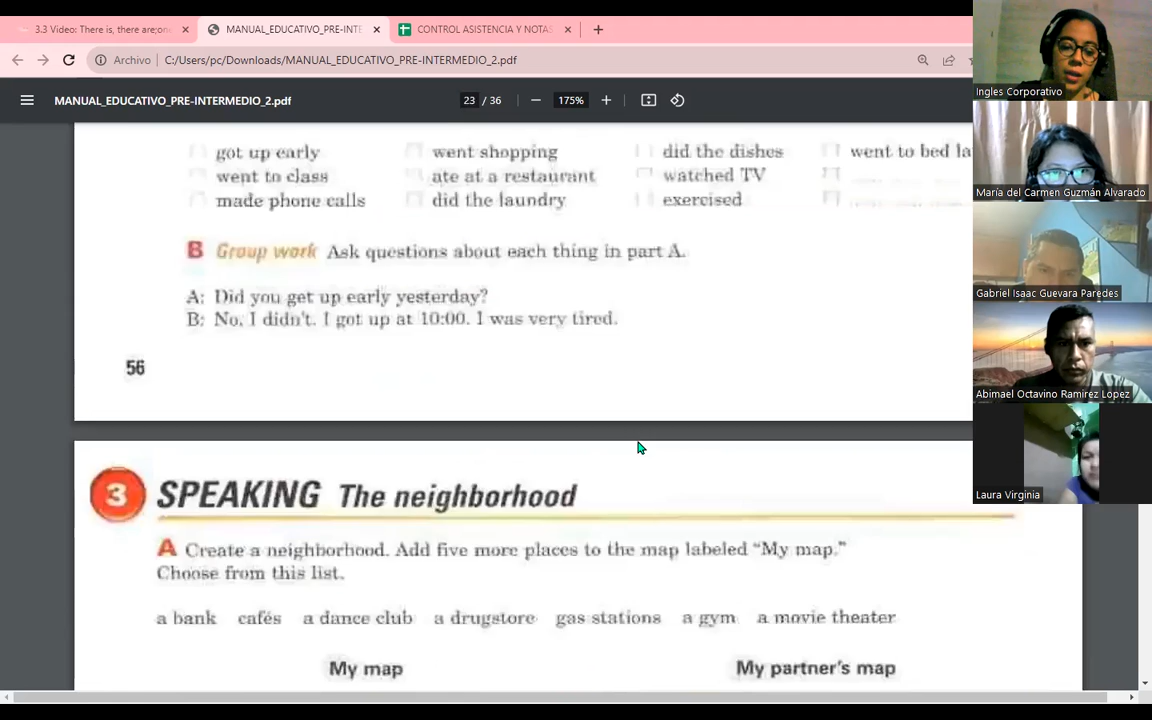 3.3 Video: There is, there are;one
MANUAL_EDUCATIVO_PRE-INTE
CONTROL ASISTENCIA Y NOTAS
Archivo
C:/Users/pc/Downloads/MANUAL_EDUCATIVO_PRE-INTERMEDIO_2.pdf
Ingles Corporativo
MANUAL_EDUCATIVO_PRE-INTERMEDIO_2.pdf
23 / 36
175%
got up early went shopping did the dishes went to bed la
went to class ate at a restaurant watched TV
made phone calls did the laundry exercised
María del Carmen Guzmán Alvarado
B Group work Ask questions about each thing in part A.
A: Did you get up early yesterday?
B: No, I didn't. I got up at 10:00. I was very tired.
Gabriel Isaac Guevara Paredes
56
Abimael Octavino Ramirez Lopez
3 SPEAKING The neighborhood
Laura Virginia
A Create a neighborhood. Add five more places to the map labeled “My map.”
Choose from this list.
a bank cafés a dance club a drugstore gas stations a gym a movie theater
My map My partner's map